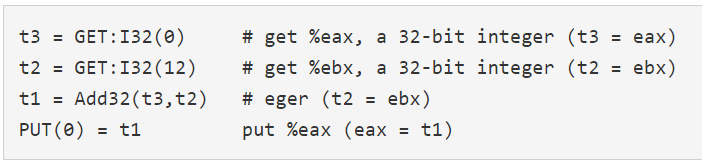 t3 = GET:I32(0)     # get %eax, a 32-bit integer (t3 = eax)
t2 = GET:I32(12)    # get %ebx, a 32-bit integer (t2 = ebx)
t1 = Add32(t3,t2)   # eger (t2 = ebx)
PUT(0) = t1         put %eax (eax = t1)